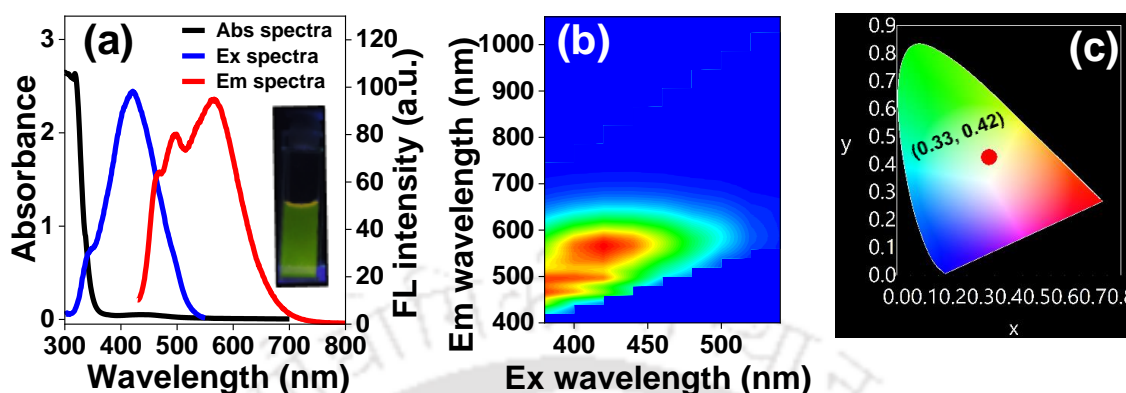 (a)
Abs spectra
Ex spectra
Em spectra
Absorbance
3
2
1
0
300 400 500 600 700 800
Wavelength (nm)
120
100
80
60
40
20
0
FL intensity (a.u.)
(b)
Em wavelength (nm)
1000
900
800
700
600
500
400
400 450 500
Ex wavelength (nm)
(c)
(0.33, 0.42)
y
0.9
0.8
0.7
0.6
0.5
0.4
0.3
0.2
0.1
0.0
0.00.10.20.30.40.50.60.70.8
x